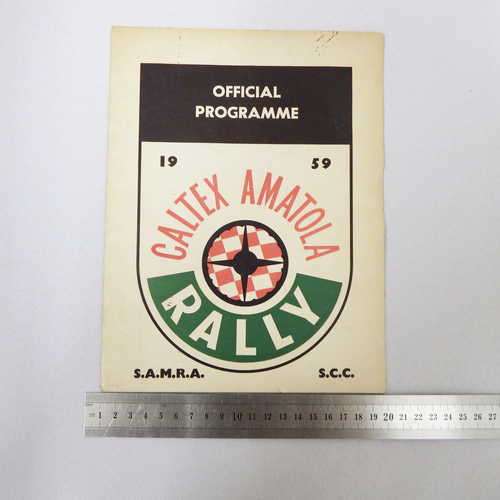 OFFICIAL
PROGRAMME
19 59
CALTEX AMATOLA
RALLY
S.A.M.R.A. S.C.C.
1 2 3 4 5 6 7 8 9 10 11 12 13 14 15 16 17 18 19 20 21 22 23 24 25 26 27